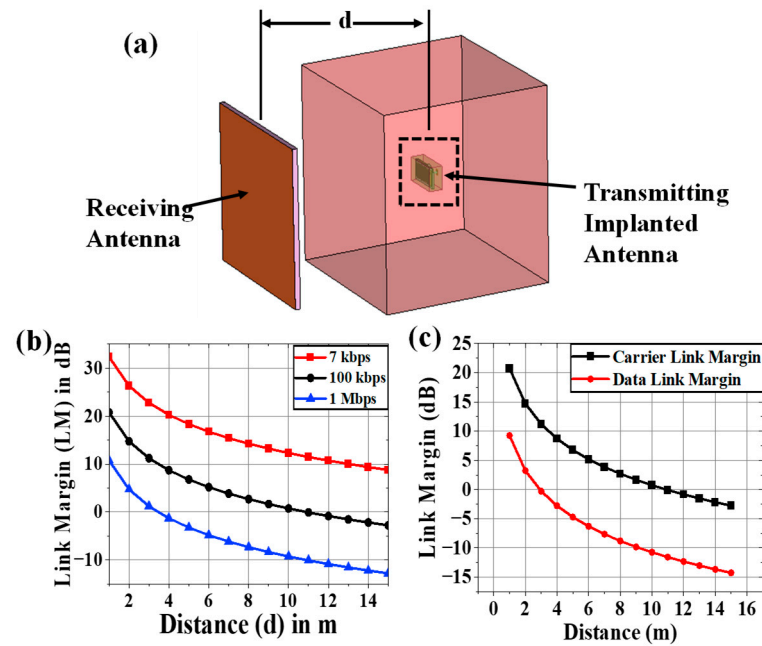 (a)
d
Receiving
Antenna
Transmitting
Implanted
Antenna
(b)
Link Margin (LM) in dB
30
20
10
0
−10
7 kbps
100 kbps
1 Mbps
2 4 6 8 10 12 14
Distance (d) in m
(c)
Link Margin (dB)
25
20
15
10
5
0
−5
−10
−15
Carrier Link Margin
Data Link Margin
0 2 4 6 8 10 12 14 16
Distance (m)